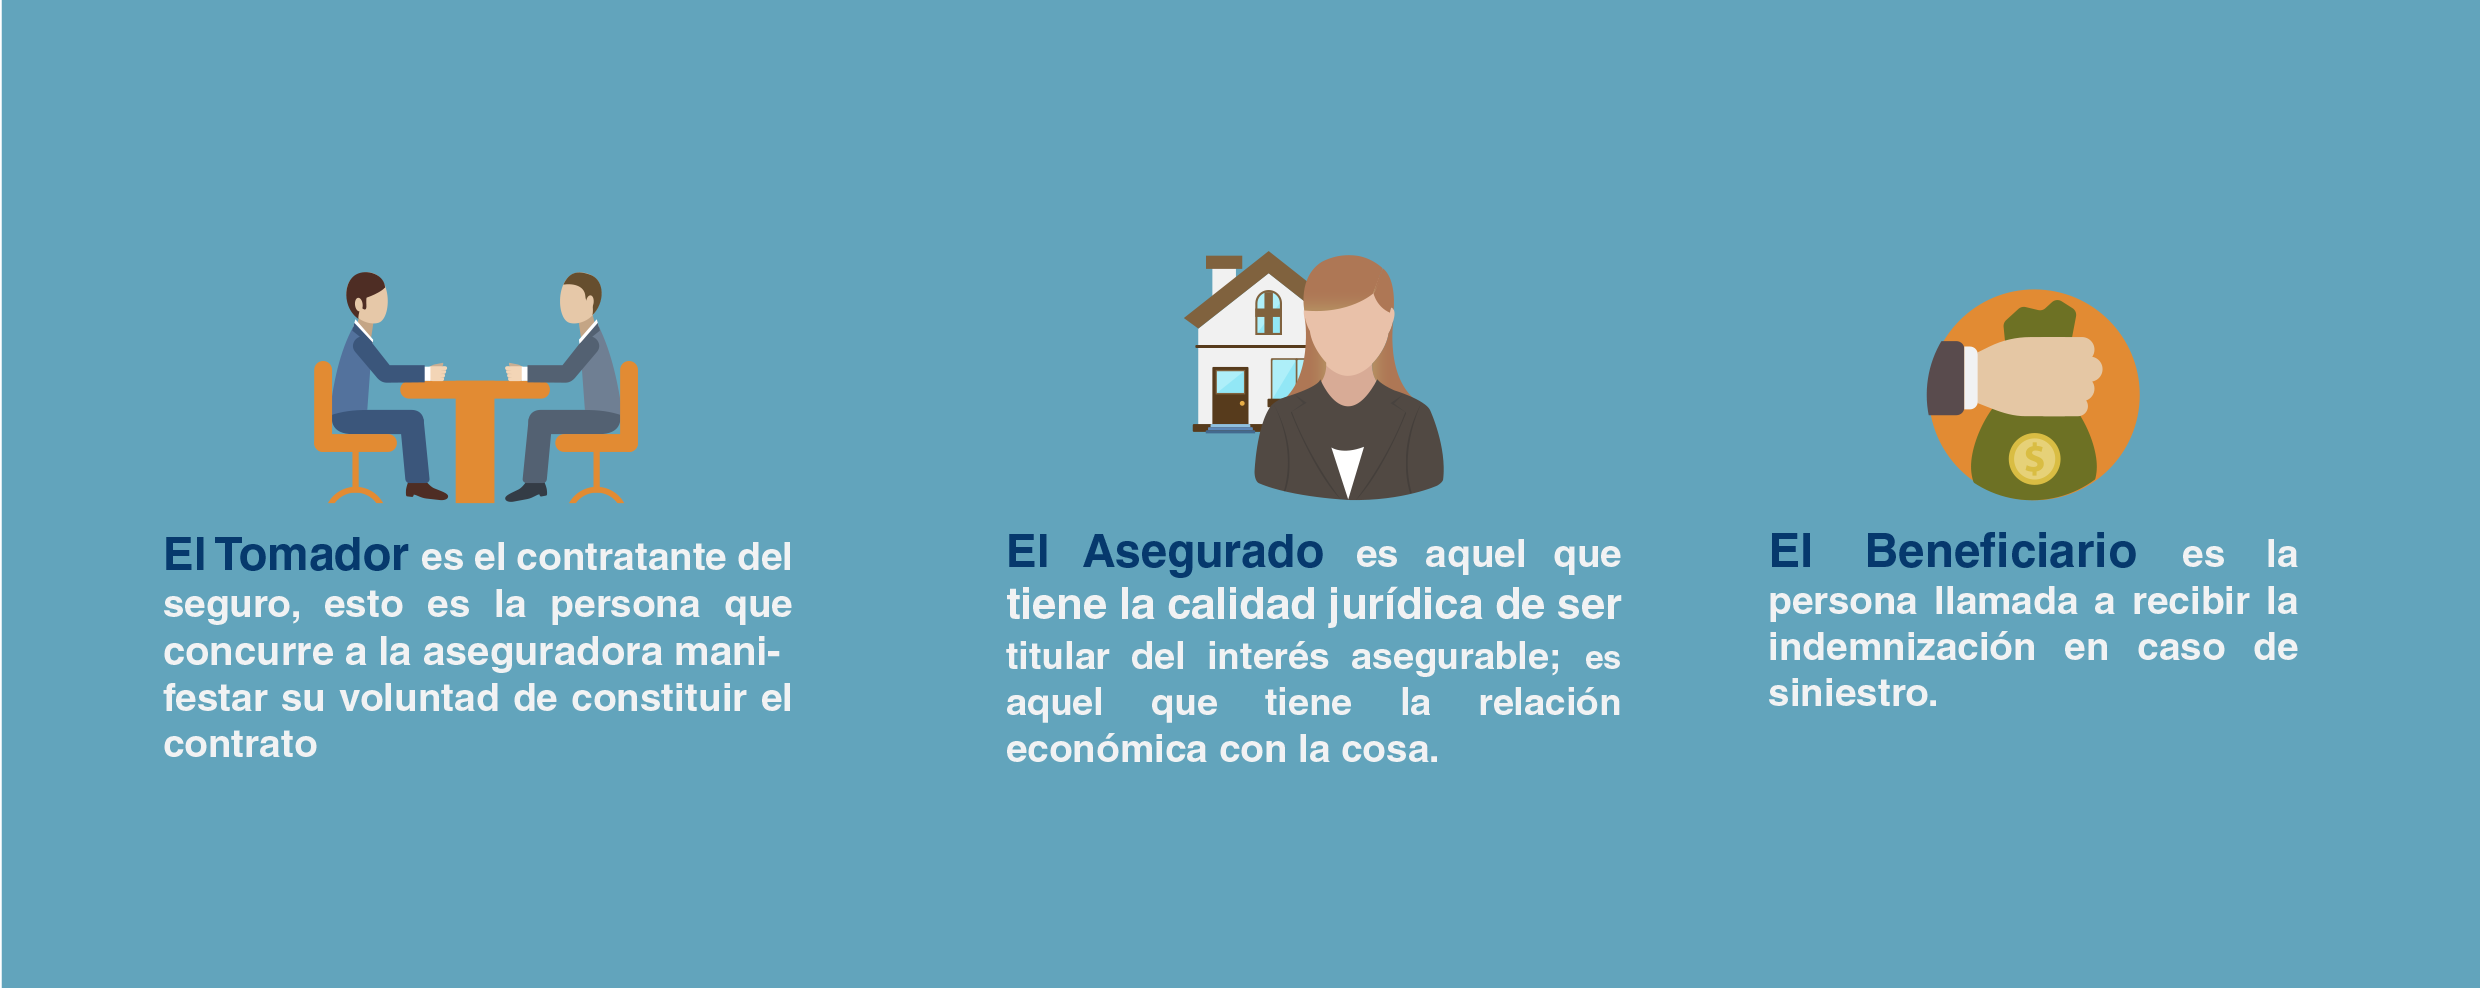 El Tomador es el contratante del
seguro, esto es la persona que
concurre a la aseguradora mani-
festar su voluntad de constituir el
contrato
El Asegurado es aquel que
tiene la calidad jurídica de ser
titular del interés asegurable; es
aquel que tiene la relación
económica con la cosa.
El Beneficiario es la
persona llamada a recibir la
indemnización en caso de
siniestro.
$